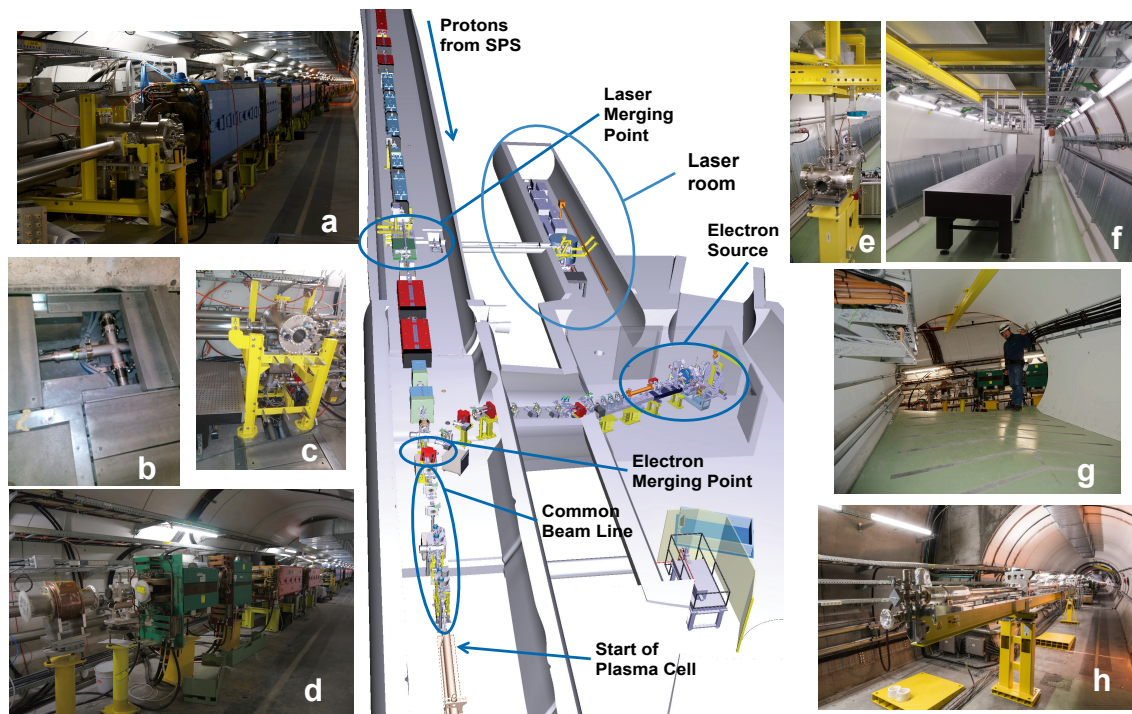 Protons
from SPS
Laser
Merging
Point
Laser
room
Electron
Source
a
e
f
b
c
g
Electron
Merging Point
Common
Beam Line
d
Start of
Plasma Cell
h